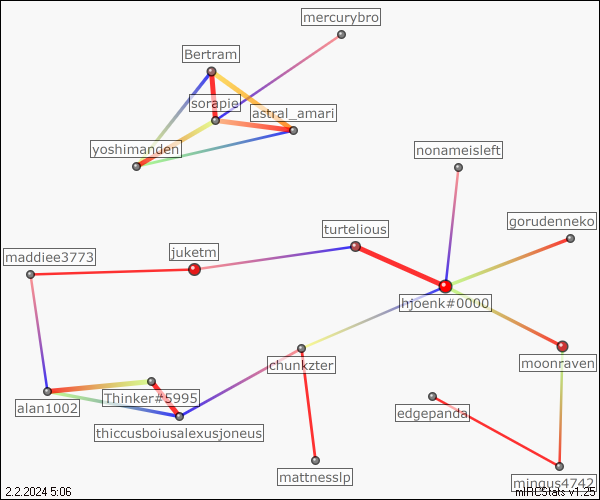 mercurybro
Bertram
sorapie
astral_amari
yoshimanden
nonameisleft
gorudenneko
turtelious
juketm
maddiee3773
hjoenk#0000
moonraven
chunkzter
Thinker#5995
alan1002
edgepanda
thiccusboiusalexusjoneus
mattnesslp
mingus4742
2.2.2024 5:06
mIRCStats v1.25